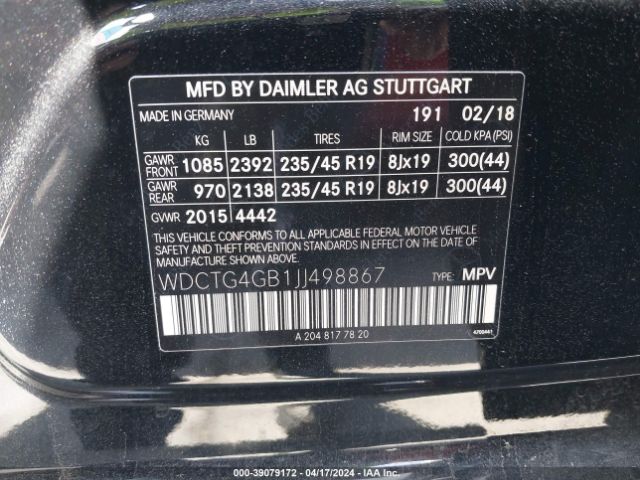 MFD BY DAIMLER AG STUTTGART
MADE IN GERMANY 191 02/18
KG LB TIRES RIM SIZE COLD KPA (PSI)
GAWR FRONT 1085 2392 235/45 R19 8Jx19 300(44)
GAWR REAR 970 2138 235/45 R19 8Jx19 300(44)
GVWR 2015 4442
THIS VEHICLE CONFORMS TO ALL APPLICABLE FEDERAL MOTOR VEHICLE
SAFETY AND THEFT PREVENTION STANDARDS IN EFFECT ON THE DATE OF
MANUFACTURE SHOWN ABOVE.
WDCTG4GB1JJ498867 TYPE: MPV
A 204 817 78 20
000-39079172 - 04/17/2024 - IAA Inc.